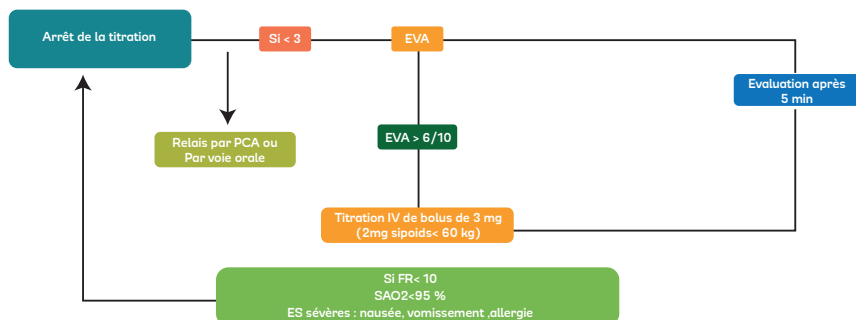 Arrêt de la titration
Si < 3
EVA
Evaluation après
5 min
Relais par PCA ou
Par voie orale
EVA > 6/10
Titration IV de bolus de 3 mg
(2mg sipoids< 60 kg)
Si FR< 10
SAO2<95 %
ES sévères : nausée, vomissement ,allergie